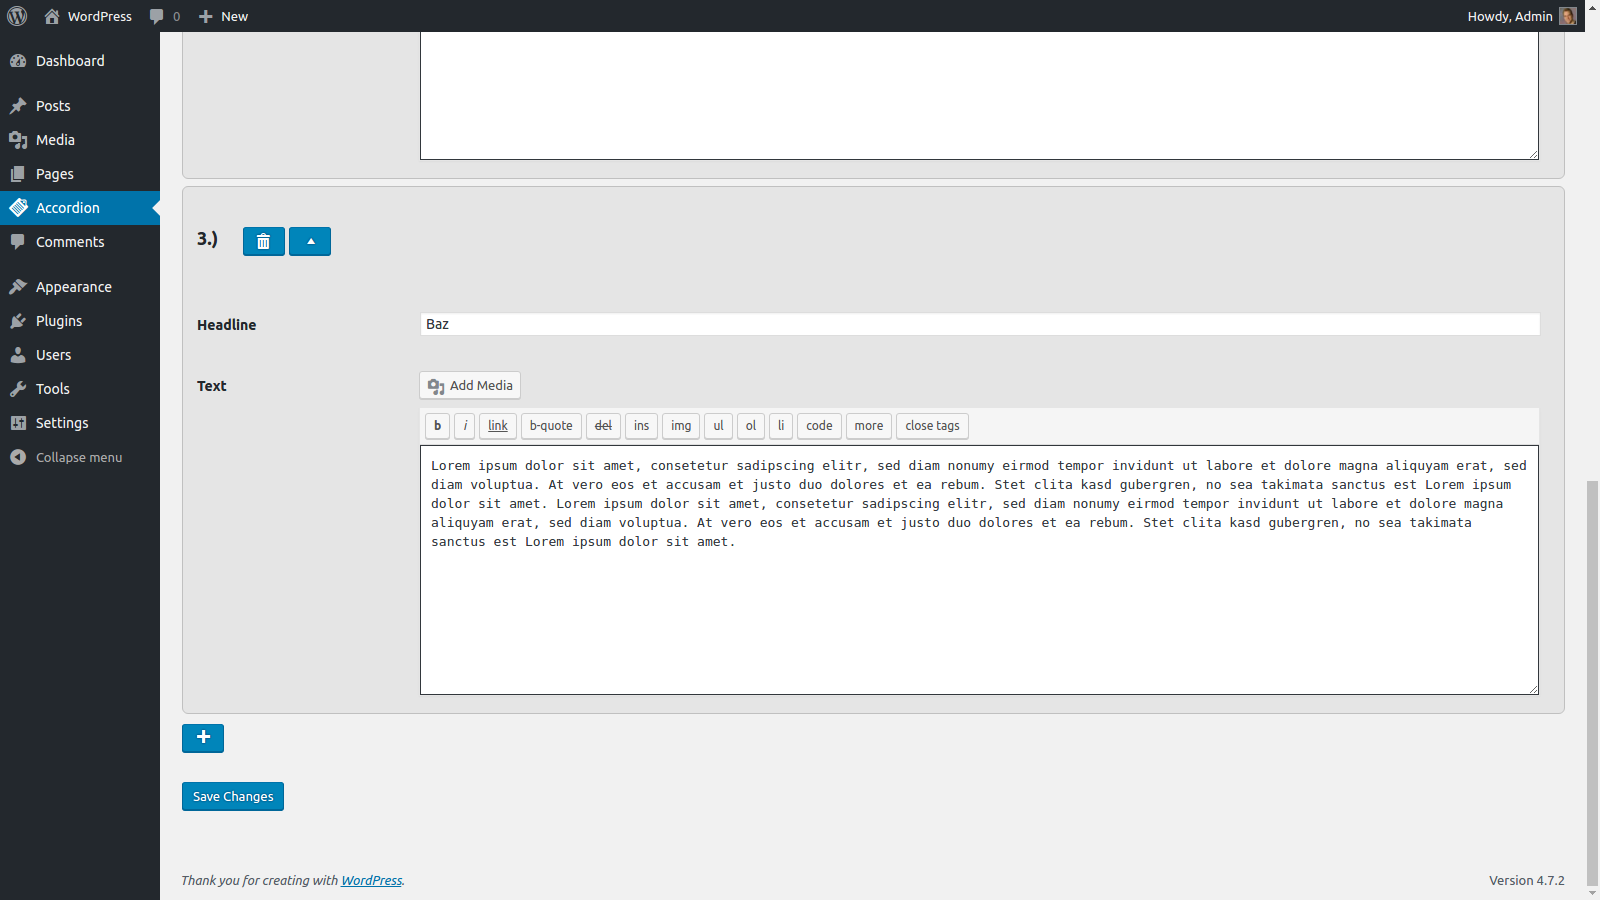 WordPress 0 New Howdy, Admin
Dashboard
Posts
Media
Pages
Accordion
Comments
Appearance
Plugins
Users
Tools
Settings
Collapse menu
3.)
Headline Baz
Text Add Media
b i link b-quote del ins img ul ol li code more close tags
Lorem ipsum dolor sit amet, consetetur sadipscing elitr, sed diam nonumy eirmod tempor invidunt ut labore et dolore magna aliquyam erat, sed
diam voluptua. At vero eos et accusam et justo duo dolores et ea rebum. Stet clita kasd gubergren, no sea takimata sanctus est Lorem ipsum
dolor sit amet. Lorem ipsum dolor sit amet, consetetur sadipscing elitr, sed diam nonumy eirmod tempor invidunt ut labore et dolore magna
aliquyam erat, sed diam voluptua. At vero eos et accusam et justo duo dolores et ea rebum. Stet clita kasd gubergren, no sea takimata
sanctus est Lorem ipsum dolor sit amet.
Save Changes
Thank you for creating with WordPress. Version 4.7.2